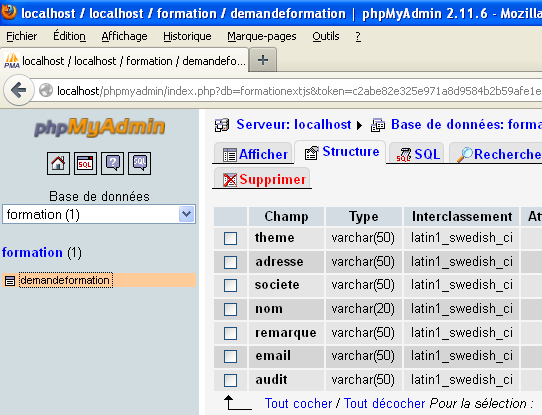 localhost / localhost / formation / demandeformation | phpMyAdmin 2.11.6 - Mozilla
Fichier Édition Affichage Historique Marque-pages Outils ?
PMA localhost / localhost / formation / demandefo...
localhost/phpmyadmin/index.php?db=formationextjs&token=c2abe82e325e971a8d9584b2b59afe1e
phpMyAdmin
Serveur: localhost Base de données: forma
SQL SQL
Afficher Structure SQL Recherche
Supprimer
Base de données
formation (1)
formation (1)
demandeformation
Champ Type Interclassement At
theme varchar(50) latin1_swedish_ci
adresse varchar(50) latin1_swedish_ci
societe varchar(50) latin1_swedish_ci
nom varchar(20) latin1_swedish_ci
remarque varchar(50) latin1_swedish_ci
email varchar(50) latin1_swedish_ci
audit varchar(50) latin1_swedish_ci
Tout cocher / Tout décocher Pour la sélection :